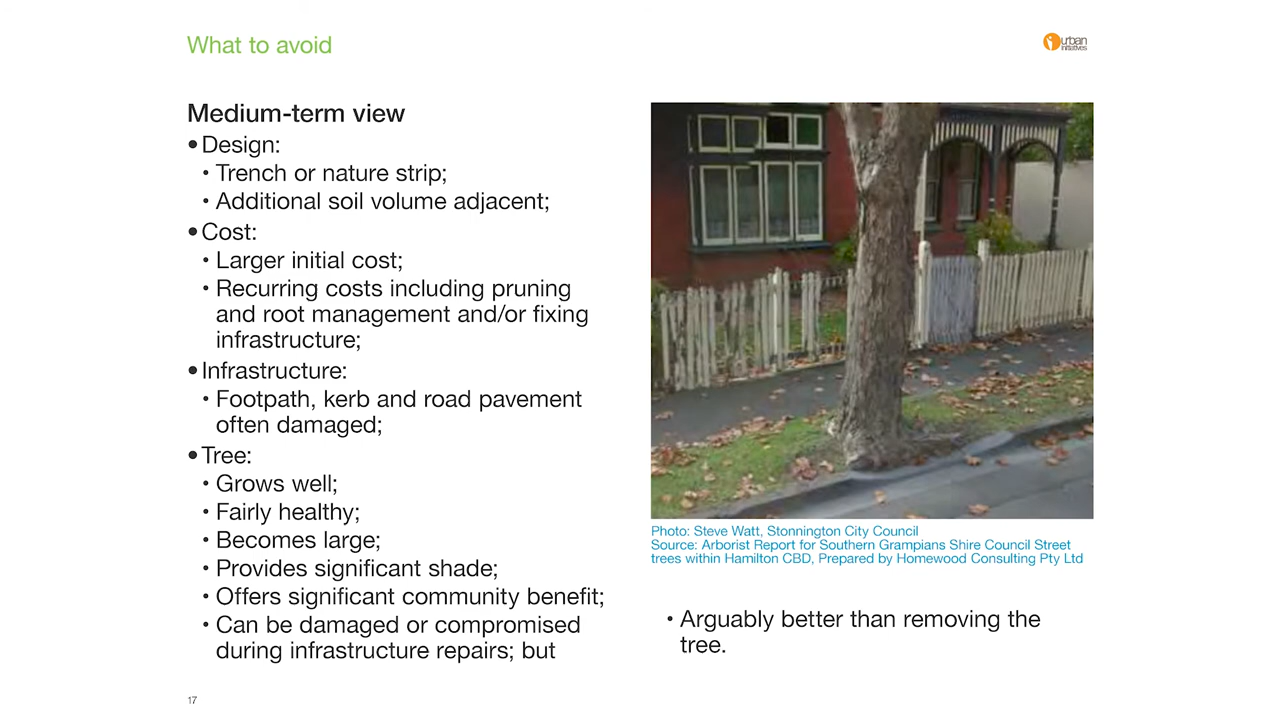 What to avoid
urban
initiatives
Medium-term view
• Design:
• Trench or nature strip;
• Additional soil volume adjacent;
• Cost:
• Larger initial cost;
• Recurring costs including pruning
and root management and/or fixing
infrastructure;
• Infrastructure:
• Footpath, kerb and road pavement
often damaged;
• Tree:
• Grows well;
• Fairly healthy;
• Becomes large;
• Provides significant shade;
• Offers significant community benefit;
• Can be damaged or compromised
during infrastructure repairs; but
Photo: Steve Watt, Stonnington City Council
Source: Arborist Report for Southern Grampians Shire Council Street
trees within Hamilton CBD, Prepared by Homewood Consulting Pty Ltd
• Arguably better than removing the
tree.
17